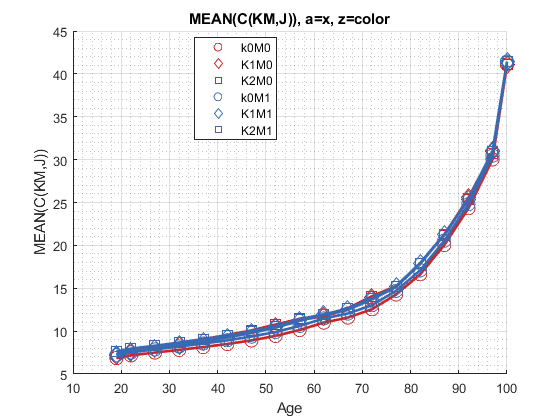 MEAN(C(KM,J)), a=x, z=color
45
40
35
30
25
20
15
10
5
MEAN(C(KM,J))
k0M0
K1M0
K2M0
k0M1
K1M1
K2M1
10 20 30 40 50 60 70 80 90 100
Age